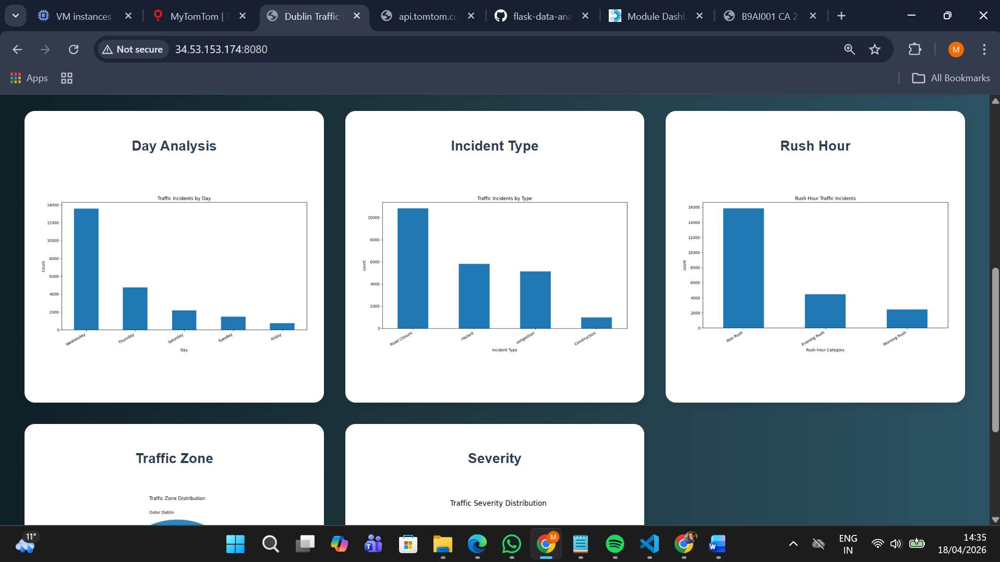 VM instances
MyTomTom | T
Dublin Traffic
api.tomtom.co
flask-data-ana
Module Dashb
B9AI001 CA 2
Not secure
34.53.153.174:8080
M
Apps
All Bookmarks
Day Analysis
Traffic Incidents by Day
14000
12000
10000
8000
6000
4000
2000
0
Count
Wednesday
Thursday
Saturday
Tuesday
Friday
Day
Incident Type
Traffic Incidents by Type
10000
8000
6000
4000
2000
0
count
Road Closure
Hazard
congestion
Construction
Incident Type
Rush Hour
Rush Hour Traffic Incidents
16000
14000
12000
10000
8000
6000
4000
2000
0
count
Non Rush
Evening Rush
Morning Rush
Rush Hour Category
Traffic Zone
Traffic Zone Distribution
Outer Dublin
Severity
Traffic Severity Distribution
11°
T
M
W
ENG
IN
14:35
18/04/2026